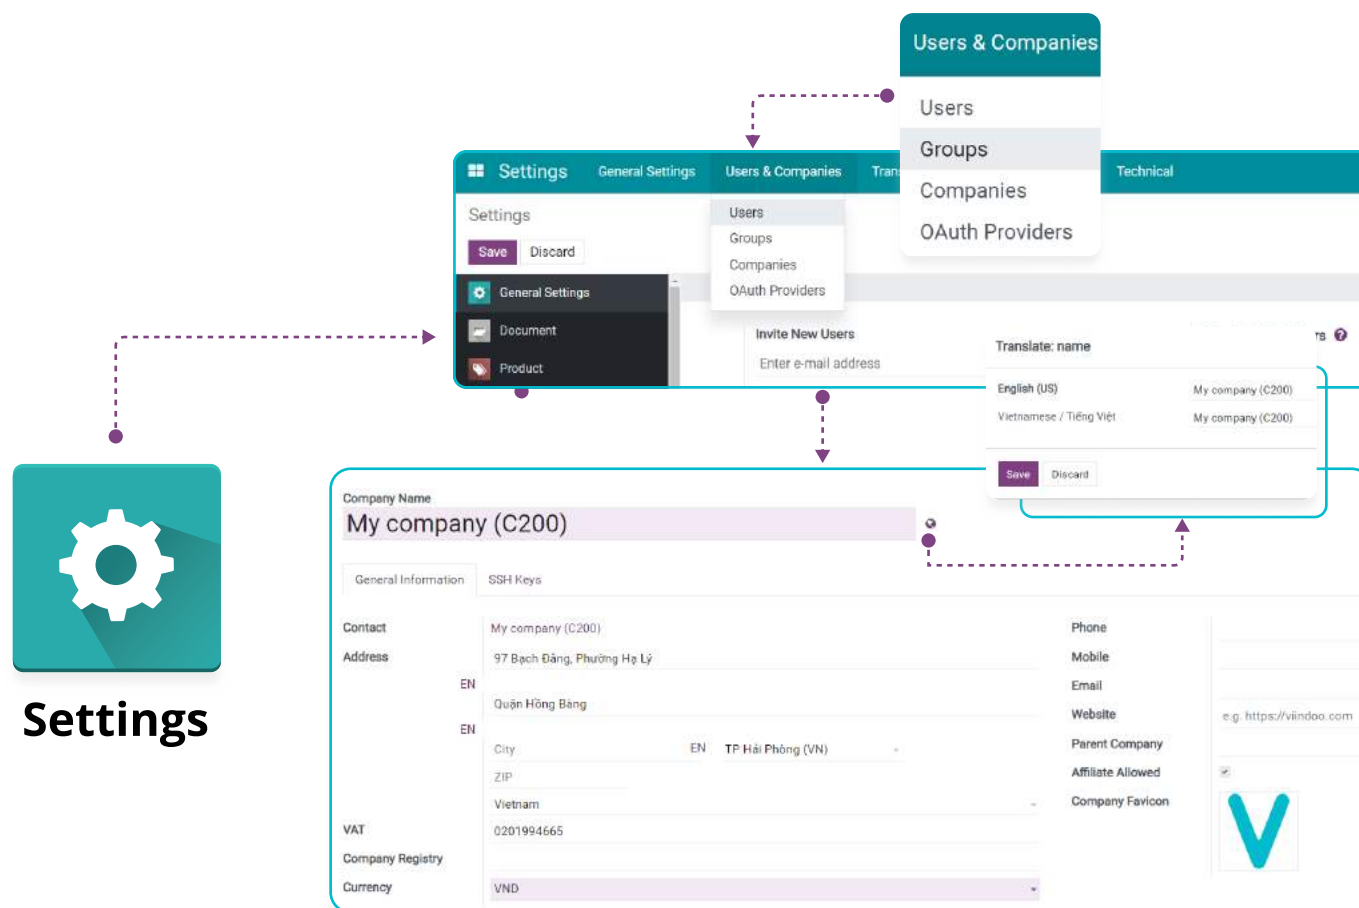 Users & Companies
Users
Groups
Companies
OAuth Providers
Settings General Settings Users & Companies Technical
Settings
Save Discard
Users
Groups
Companies
OAuth Providers
General Settings
Document
Product
Invite New Users
Enter e-mail address
Translate: name
English (US) My company (C200)
Vietnamese / Tiếng Việt My company (C200)
Save Discard
Settings
Company Name
My company (C200)
General Information SSH Keys
Contact My company (C200)
Address 97 Bạch Đằng, Phường Hạ Lý
EN
Quận Hồng Bàng
EN
City EN TP Hải Phòng (VN)
ZIP
Vietnam
VAT 0201994665
Company Registry
Currency VND
Phone
Mobile
Email
Website e.g. https://viindoo.com
Parent Company
Affiliate Allowed
Company Favicon